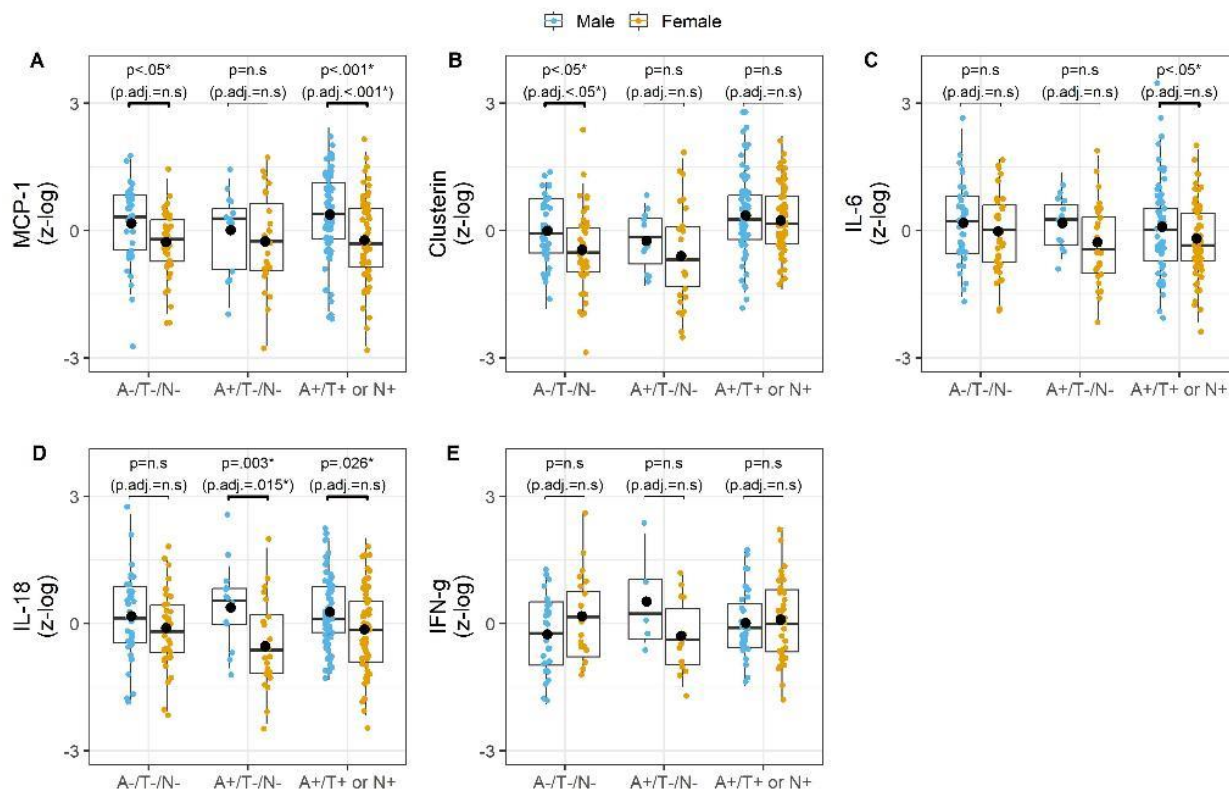 Male Female
A
p<.05* p=n.s p<.001*
(p.adj.=n.s) (p.adj.=n.s) (p.adj.<.001*)
3
0
-3
MCP-1
(z-log)
A-/T-/N- A+/T-/N- A+/T+ or N+
B
p<.05* p=n.s p=n.s
(p.adj.<.05*) (p.adj.=n.s) (p.adj.=n.s)
3
0
-3
Clusterin
(z-log)
A-/T-/N- A+/T-/N- A+/T+ or N+
C
p=n.s p=n.s p<.05*
(p.adj.=n.s) (p.adj.=n.s) (p.adj.=n.s)
3
0
-3
IL-6
(z-log)
A-/T-/N- A+/T-/N- A+/T+ or N+
D
p=n.s p=.003* p=.026*
(p.adj.=n.s) (p.adj.=.015*) (p.adj.=n.s)
3
0
-3
IL-18
(z-log)
A-/T-/N- A+/T-/N- A+/T+ or N+
E
p=n.s p=n.s p=n.s
(p.adj.=n.s) (p.adj.=n.s) (p.adj.=n.s)
3
0
-3
IFN-g
(z-log)
A-/T-/N- A+/T-/N- A+/T+ or N+